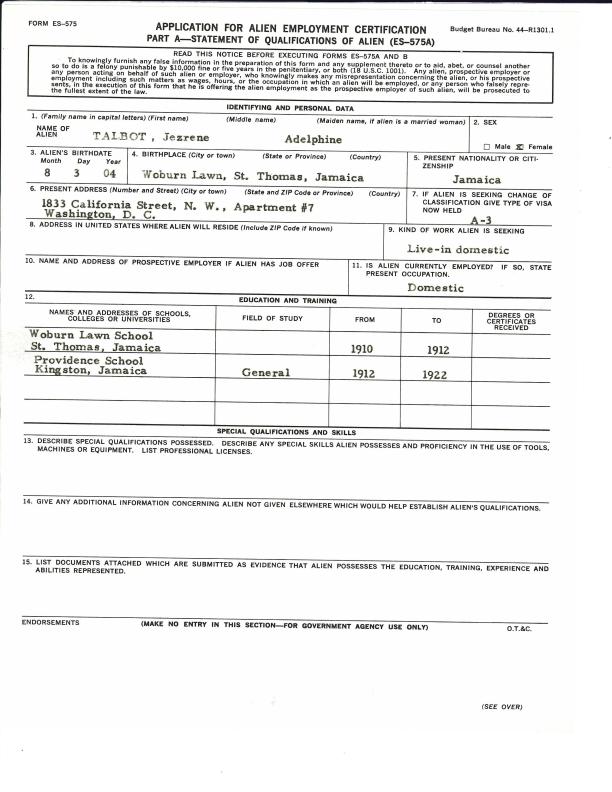 FORM ES-575
APPLICATION FOR ALIEN EMPLOYMENT CERTIFICATION
Budget Bureau No. 44-R1301.1
PART A—STATEMENT OF QUALIFICATIONS OF ALIEN (ES-575A)
READ THIS NOTICE BEFORE EXECUTING FORMS ES-575A AND B
To knowingly furnish any false information in the preparation of this form and any supplement thereto or to aid, abet, or counsel another
so to do is a felony punishable by $10,000 fine or five years in the penitentiary, or both (18 U.S.C. 1001). Any alien, prospective employer or
any person acting on behalf of such alien or employer, who knowingly makes any misrepresentation concerning the alien, or his prospective
employment including such matters as wages, hours, or the occupation in which an alien will be employed, or any person who falsely repre-
sents, in the execution of this form that he is offering an alien employment as the prospective employer of such alien, will be prosecuted to
the fullest extent of the law.
IDENTIFYING AND PERSONAL DATA
1. (Family name in capital letters) (First name) (Middle name) (Maiden name, if alien is a married woman)
2. SEX
NAME OF
ALIEN
TALBOT , Jezrene Adelphine
☐ Male ☒ Female
3. ALIEN'S BIRTHDATE
Month Day Year
8 3 04
4. BIRTHPLACE (City or town) (State or Province) (Country)
Woburn Lawn, St. Thomas, Jamaica
5. PRESENT NATIONALITY OR CITI-
ZENSHIP
Jamaica
6. PRESENT ADDRESS (Number and Street) (City or town) (State and ZIP Code or Province) (Country)
1833 California Street, N. W., Apartment #7
Washington, D. C.
7. IF ALIEN IS SEEKING CHANGE OF
CLASSIFICATION GIVE TYPE OF VISA
NOW HELD
A-3
8. ADDRESS IN UNITED STATES WHERE ALIEN WILL RESIDE (Include ZIP Code if known)
9. KIND OF WORK ALIEN IS SEEKING
Live-in domestic
10. NAME AND ADDRESS OF PROSPECTIVE EMPLOYER IF ALIEN HAS JOB OFFER
11. IS ALIEN CURRENTLY EMPLOYED? IF SO, STATE
PRESENT OCCUPATION.
Domestic
12.
EDUCATION AND TRAINING
NAMES AND ADDRESSES OF SCHOOLS,
COLLEGES OR UNIVERSITIES
FIELD OF STUDY
FROM
TO
DEGREES OR
CERTIFICATES
RECEIVED
Woburn Lawn School
St. Thomas, Jamaica 1910 1912
Providence School
Kingston, Jamaica General 1912 1922
SPECIAL QUALIFICATIONS AND SKILLS
13. DESCRIBE SPECIAL QUALIFICATIONS POSSESSED. DESCRIBE ANY SPECIAL SKILLS ALIEN POSSESSES AND PROFICIENCY IN THE USE OF TOOLS,
MACHINES OR EQUIPMENT. LIST PROFESSIONAL LICENSES.
14. GIVE ANY ADDITIONAL INFORMATION CONCERNING ALIEN NOT GIVEN ELSEWHERE WHICH WOULD HELP ESTABLISH ALIEN'S QUALIFICATIONS.
15. LIST DOCUMENTS ATTACHED WHICH ARE SUBMITTED AS EVIDENCE THAT ALIEN POSSESSES THE EDUCATION, TRAINING, EXPERIENCE AND
ABILITIES REPRESENTED.
ENDORSEMENTS
(MAKE NO ENTRY IN THIS SECTION—FOR GOVERNMENT AGENCY USE ONLY)
O.T.&C.
(SEE OVER)